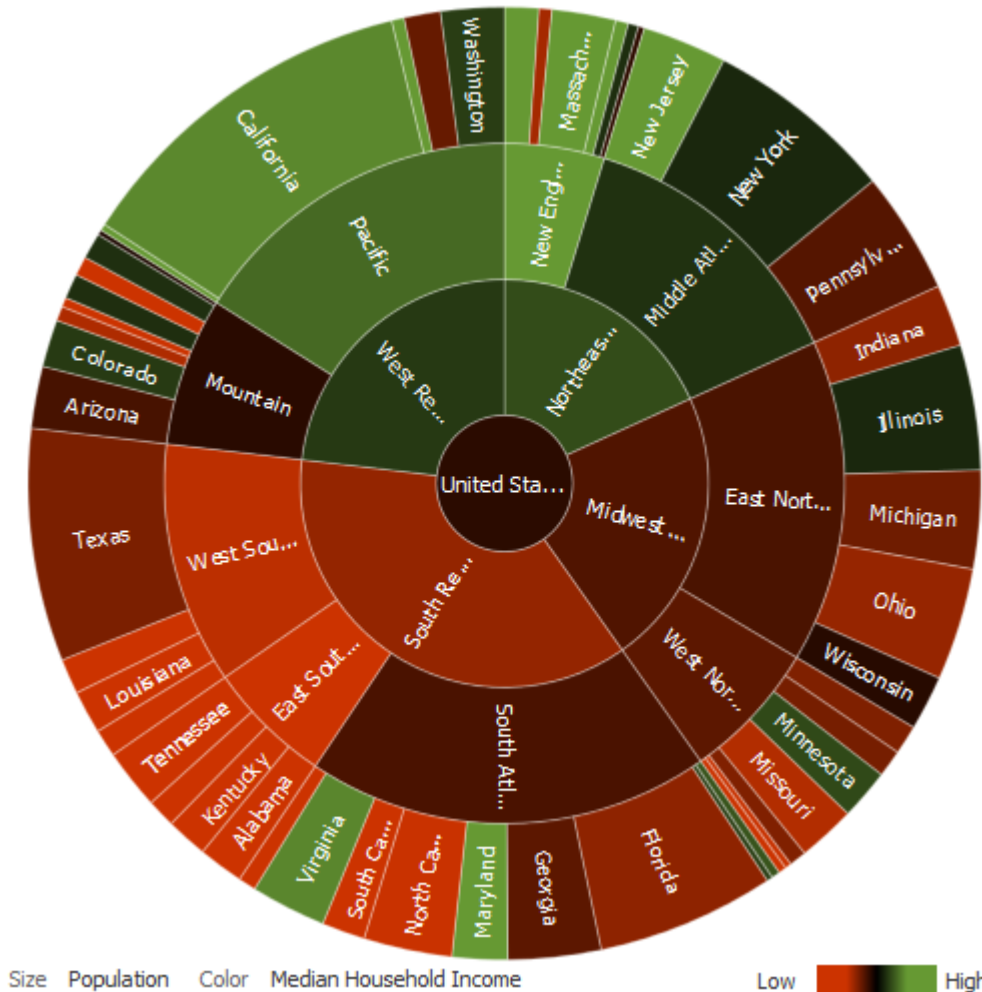 United Sta...
Northeas...
Midwest ...
South Re...
West Re...
New Eng...
Middle Atl...
East Nort...
West Nor...
South Atl...
East Sout...
West Sou...
Mountain
Pacific
Massach...
New Jersey
New York
Pennsylv...
Indiana
Illinois
Michigan
Ohio
Wisconsin
Minnesota
Missouri
Florida
Georgia
Maryland
North Ca...
South Ca...
Virginia
Alabama
Kentucky
Tennessee
Louisiana
Texas
Arizona
Colorado
California
Washington
Size Population Color Median Household Income Low High